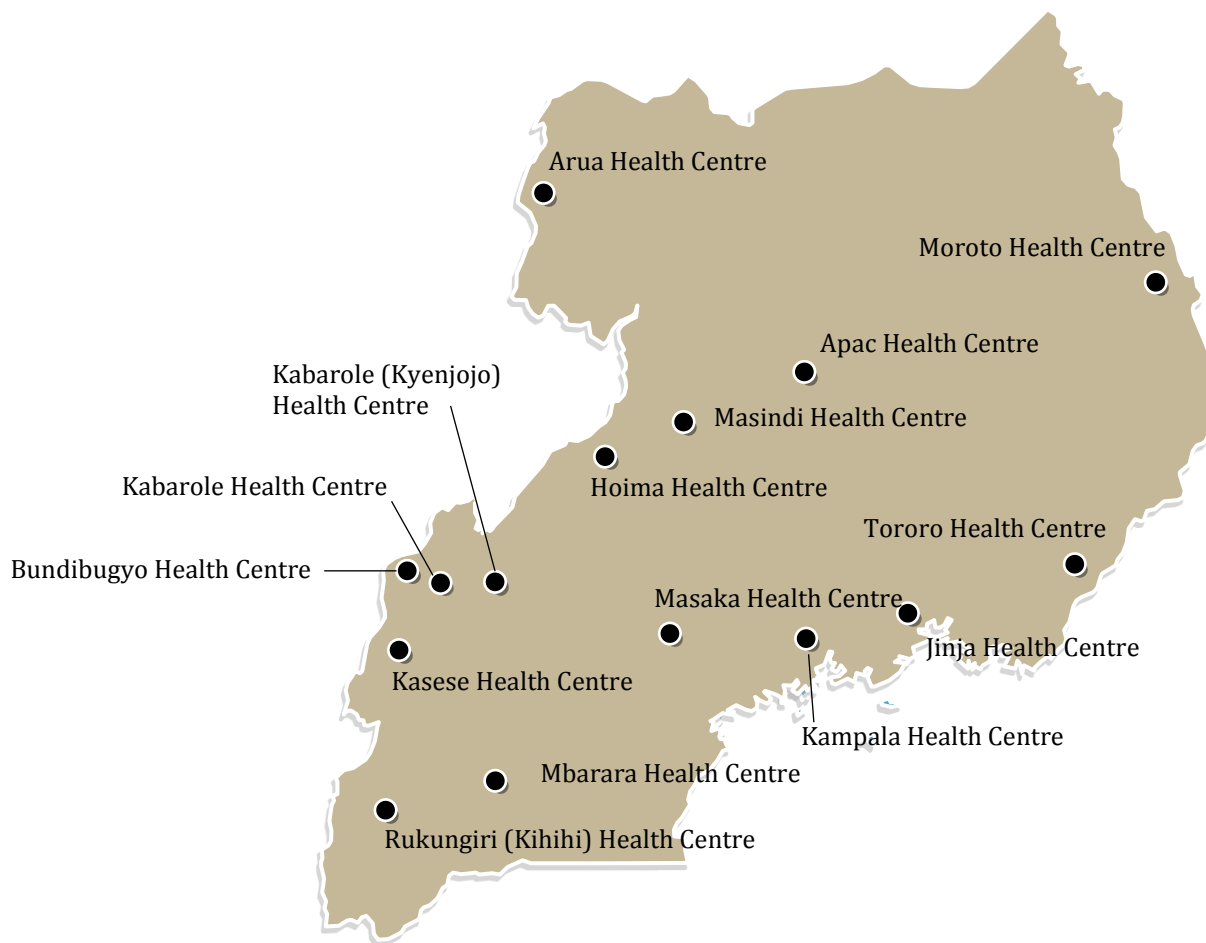 Arua Health Centre
Moroto Health Centre
Apac Health Centre
Kabarole (Kyenjojo)
Health Centre
Masindi Health Centre
Kabarole Health Centre
Hoima Health Centre
Tororo Health Centre
Bundibugyo Health Centre
Masaka Health Centre
Jinja Health Centre
Kasese Health Centre
Kampala Health Centre
Mbarara Health Centre
Rukungiri (Kihihi) Health Centre